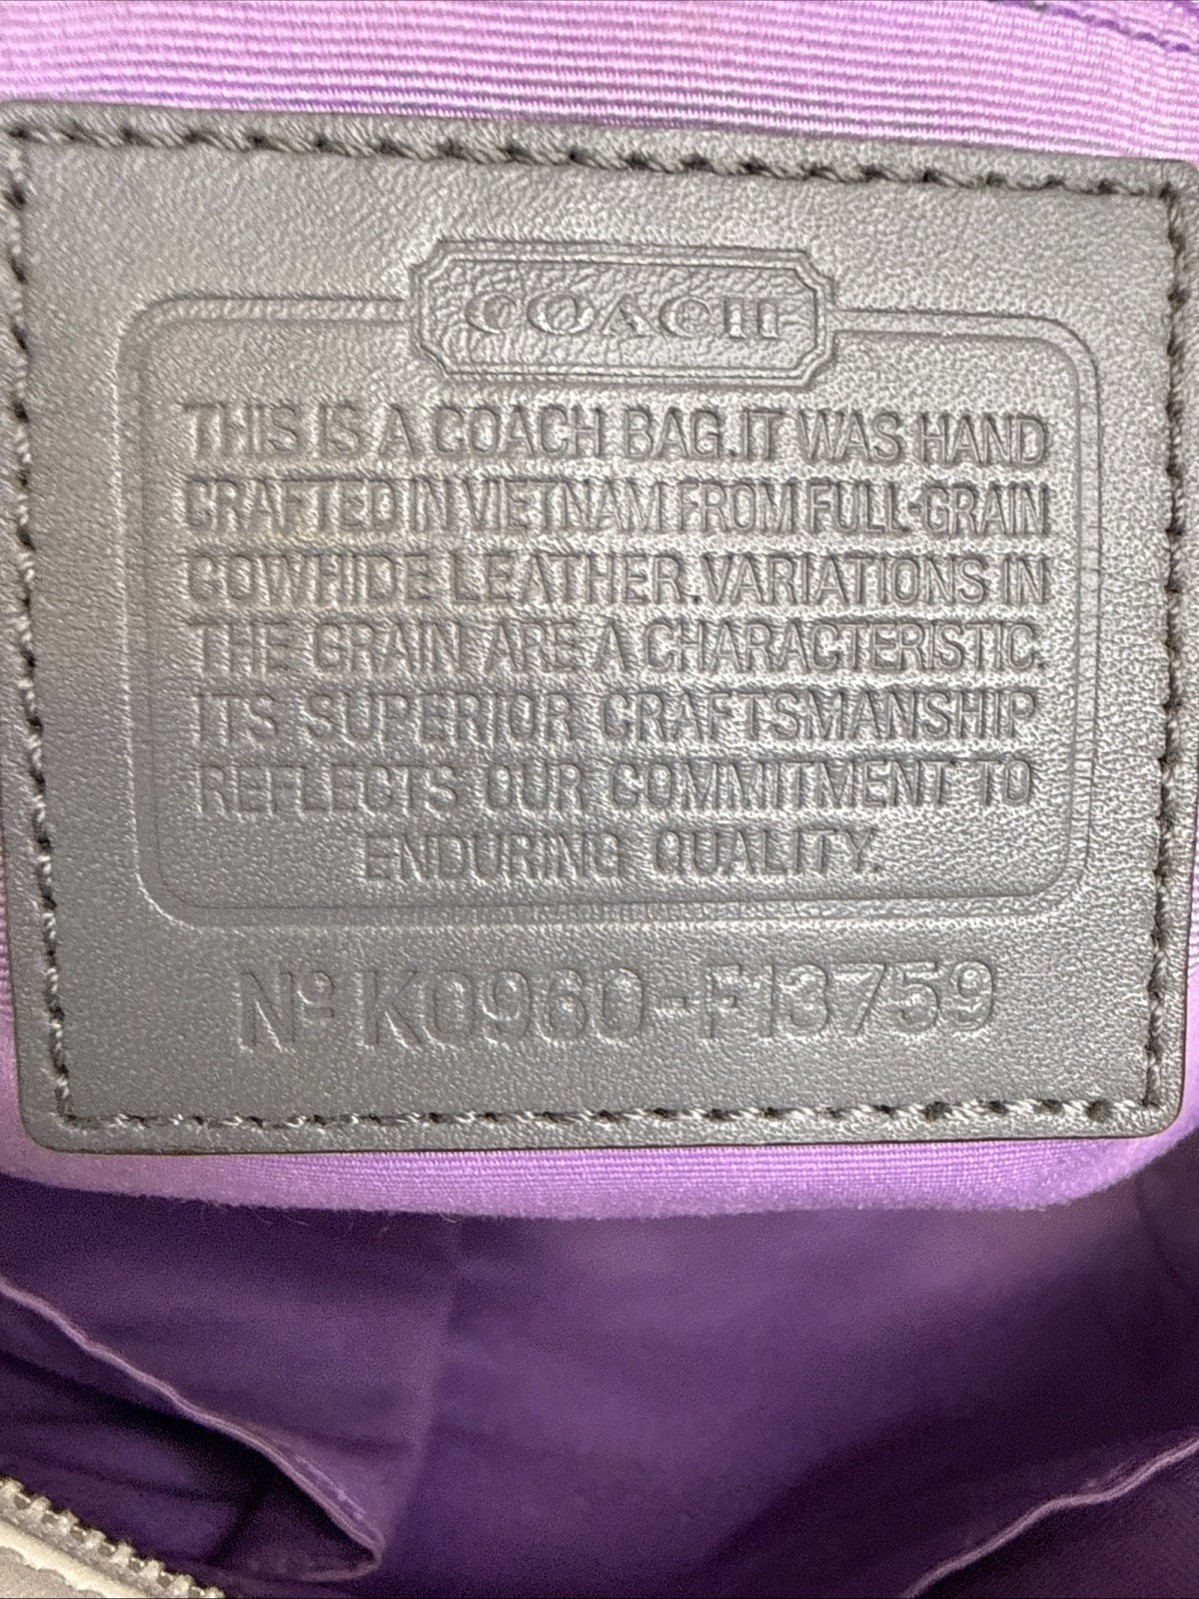 COACH
THIS IS A COACH BAG.IT WAS HAND
CRAFTED IN VIETNAM FROM FULL-GRAIN
COWHIDE LEATHER.VARIATIONS IN
THE GRAIN ARE A CHARACTERISTIC.
ITS SUPERIOR CRAFTSMANSHIP
REFLECTS OUR COMMITMENT TO
ENDURING QUALITY.
Nº K0960-F13759